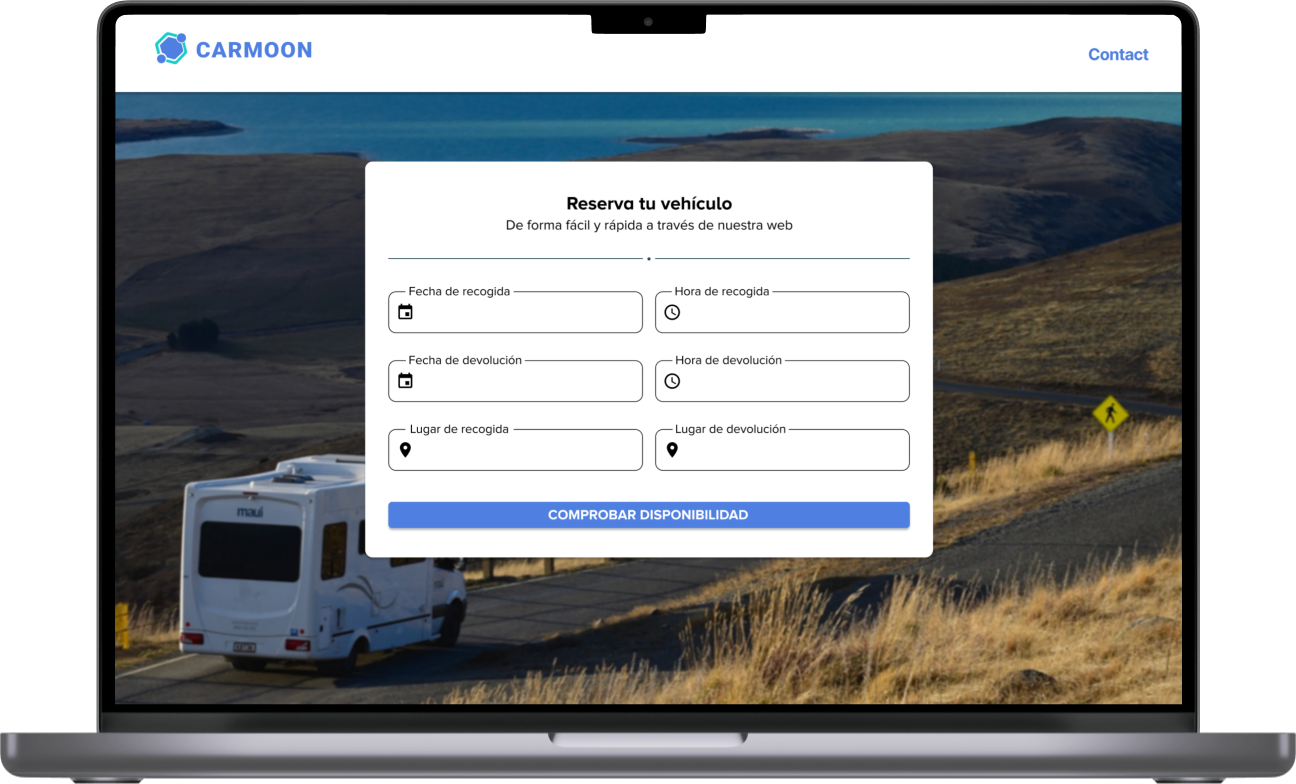 CARMOON
Contact
Reserva tu vehículo
De forma fácil y rápida a través de nuestra web
Fecha de recogida
Hora de recogida
Fecha de devolución
Hora de devolución
Lugar de recogida
Lugar de devolución
COMPROBAR DISPONIBILIDAD
maui